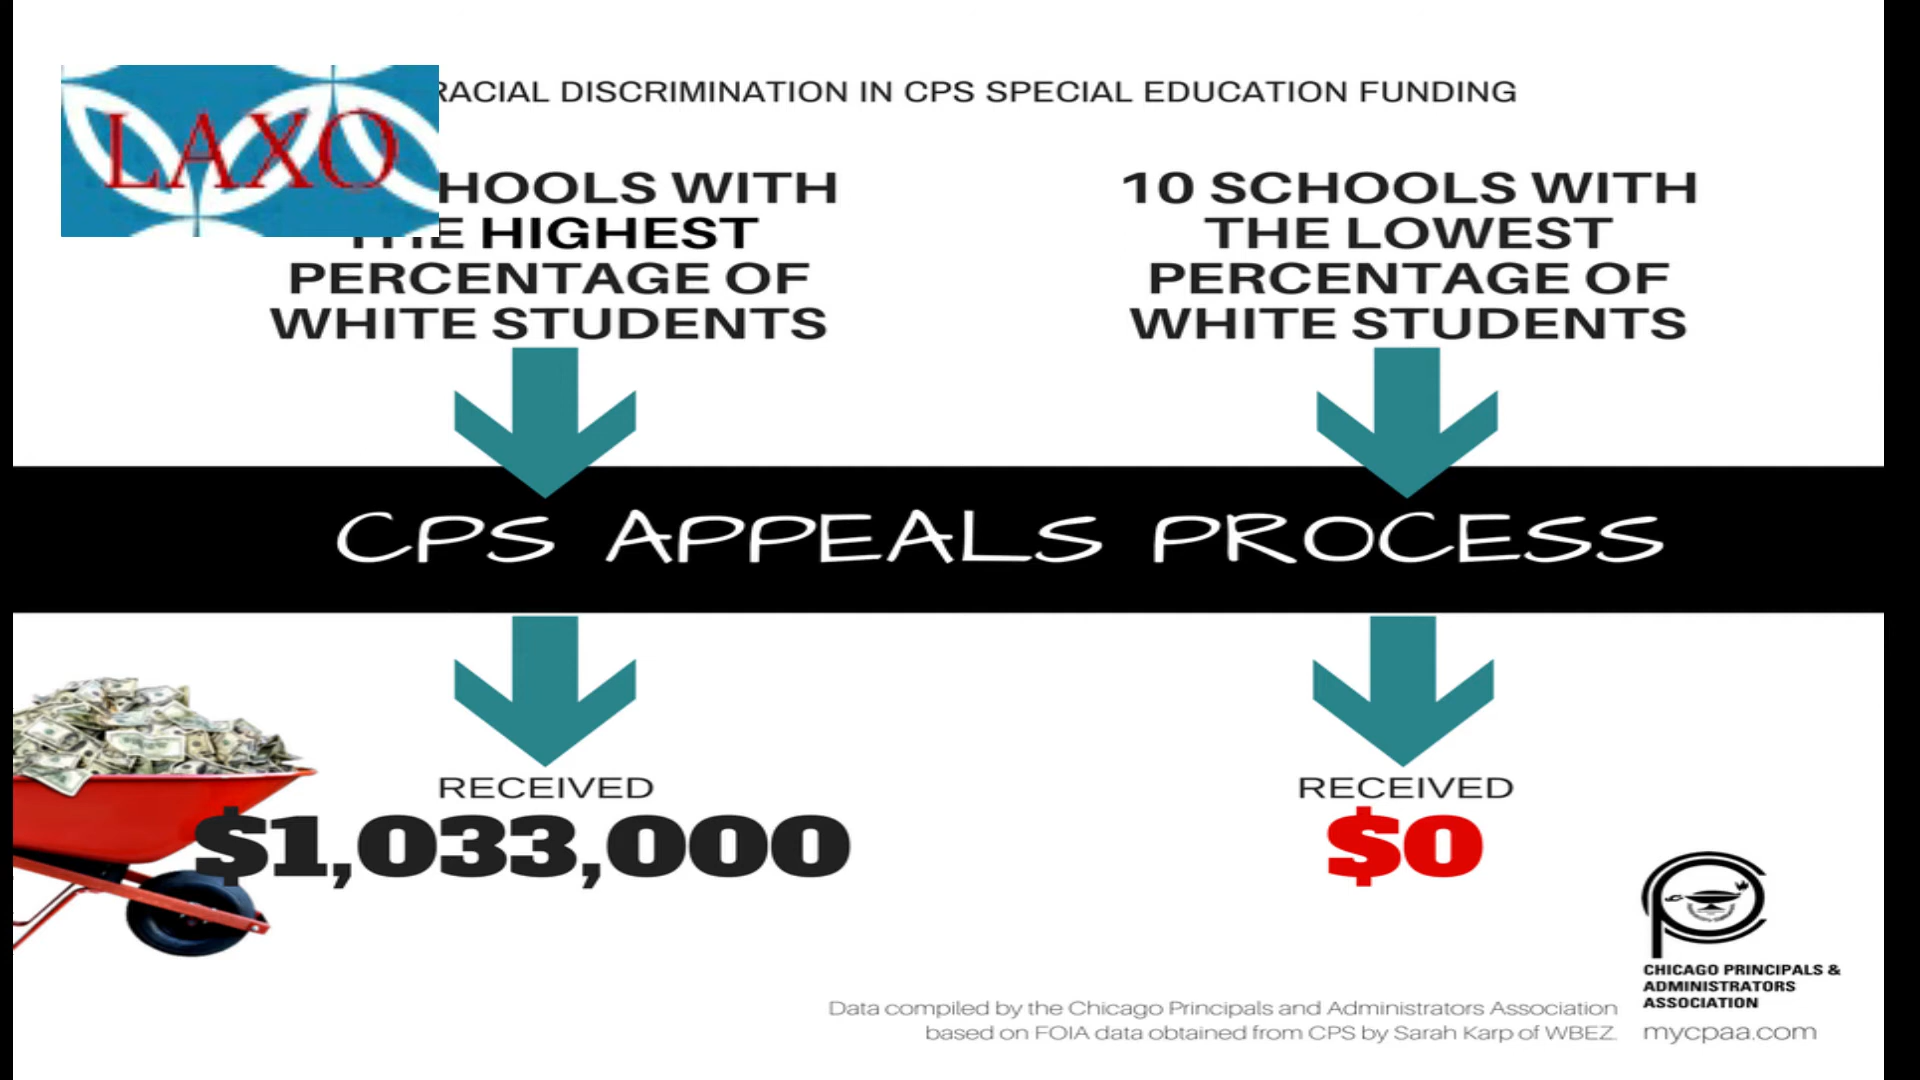 LAXO
RACIAL DISCRIMINATION IN CPS SPECIAL EDUCATION FUNDING
HOOLS WITH
THE HIGHEST
PERCENTAGE OF
WHITE STUDENTS
10 SCHOOLS WITH
THE LOWEST
PERCENTAGE OF
WHITE STUDENTS
CPS APPEALS PROCESS
RECEIVED
$1,033,000
RECEIVED
$0
CHICAGO PRINCIPALS &
ADMINISTRATORS
ASSOCIATION
Data compiled by the Chicago Principals and Administrators Association
based on FOIA data obtained from CPS by Sarah Karp of WBEZ.
mycpaa.com